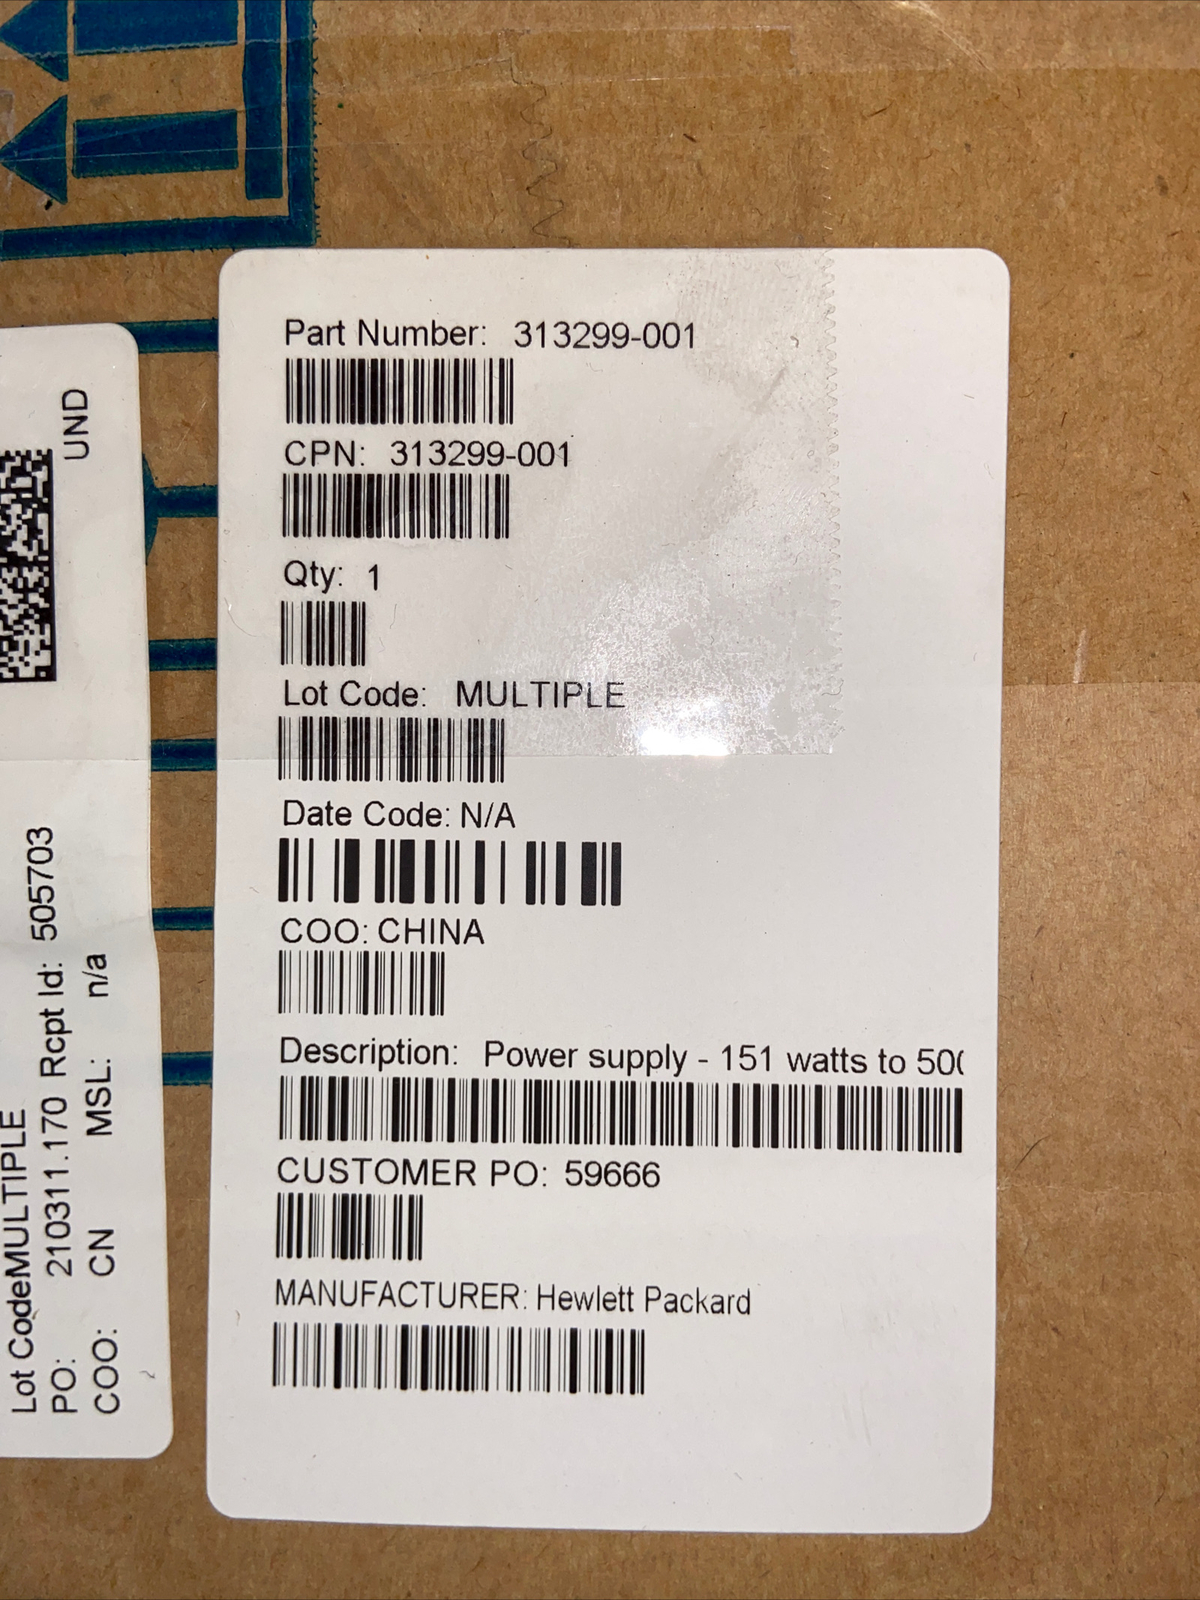 Part Number: 313299-001
CPN: 313299-001
Qty: 1
Lot Code: MULTIPLE
Date Code: N/A
COO: CHINA
Description: Power supply - 151 watts to 50(
CUSTOMER PO: 59666
MANUFACTURER: Hewlett Packard
UND
Lot CodeMULTIPLE
PO: 210311.170 Rcpt Id: 505703
COO: CN MSL: n/a